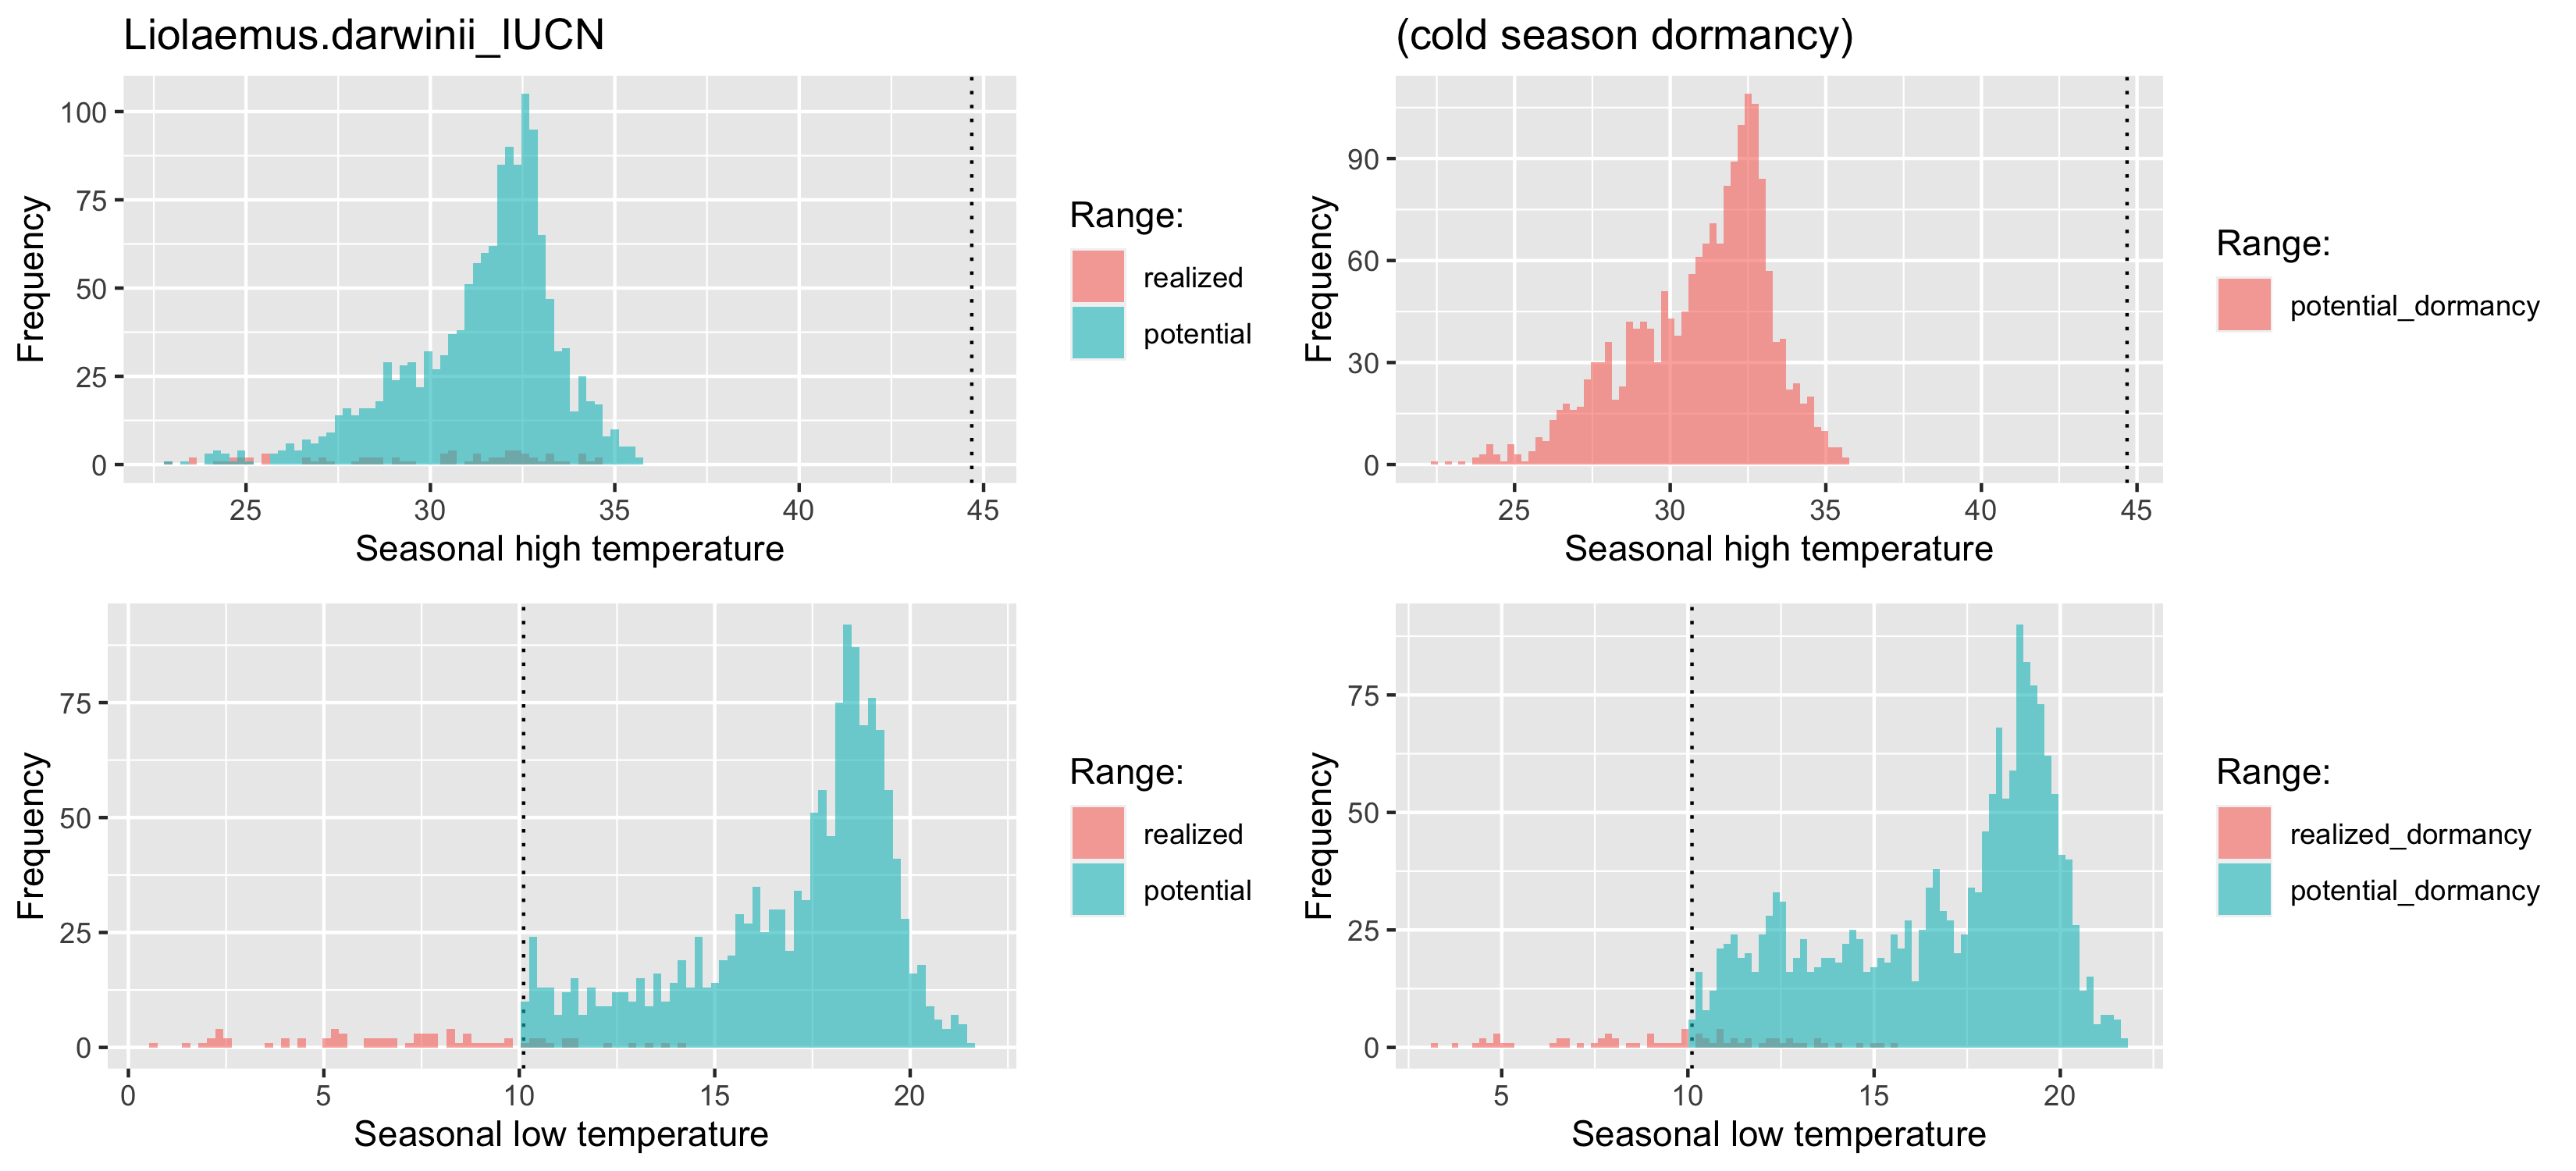 Liolaemus.darwinii_IUCN
100
75
50
25
0
Frequency
25 30 35 40 45
Seasonal high temperature
Range:
realized
potential
(cold season dormancy)
90
60
30
0
Frequency
25 30 35 40 45
Seasonal high temperature
Range:
potential_dormancy
75
50
25
0
Frequency
0 5 10 15 20
Seasonal low temperature
Range:
realized
potential
75
50
25
0
Frequency
5 10 15 20
Seasonal low temperature
Range:
realized_dormancy
potential_dormancy